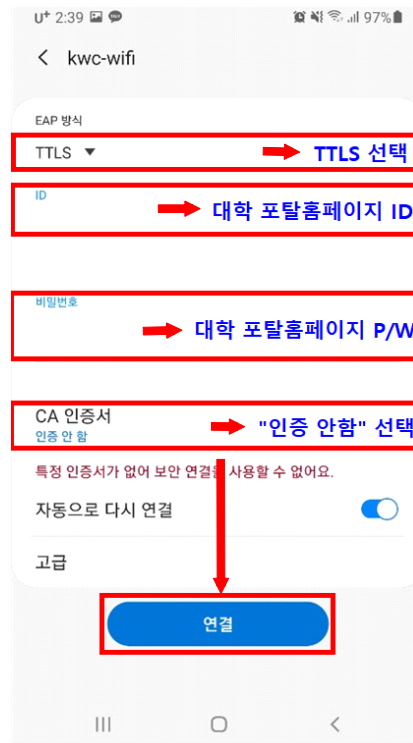 U+ 2:39 97%
kwc-wifi
EAP 방식
TTLS ▼ TTLS 선택
ID
대학 포탈홈페이지 ID
비밀번호
대학 포탈홈페이지 P/W
CA 인증서
인증 안 함
"인증 안함" 선택
특정 인증서가 없어 보안 연결을 사용할 수 없어요.
자동으로 다시 연결
고급
연결